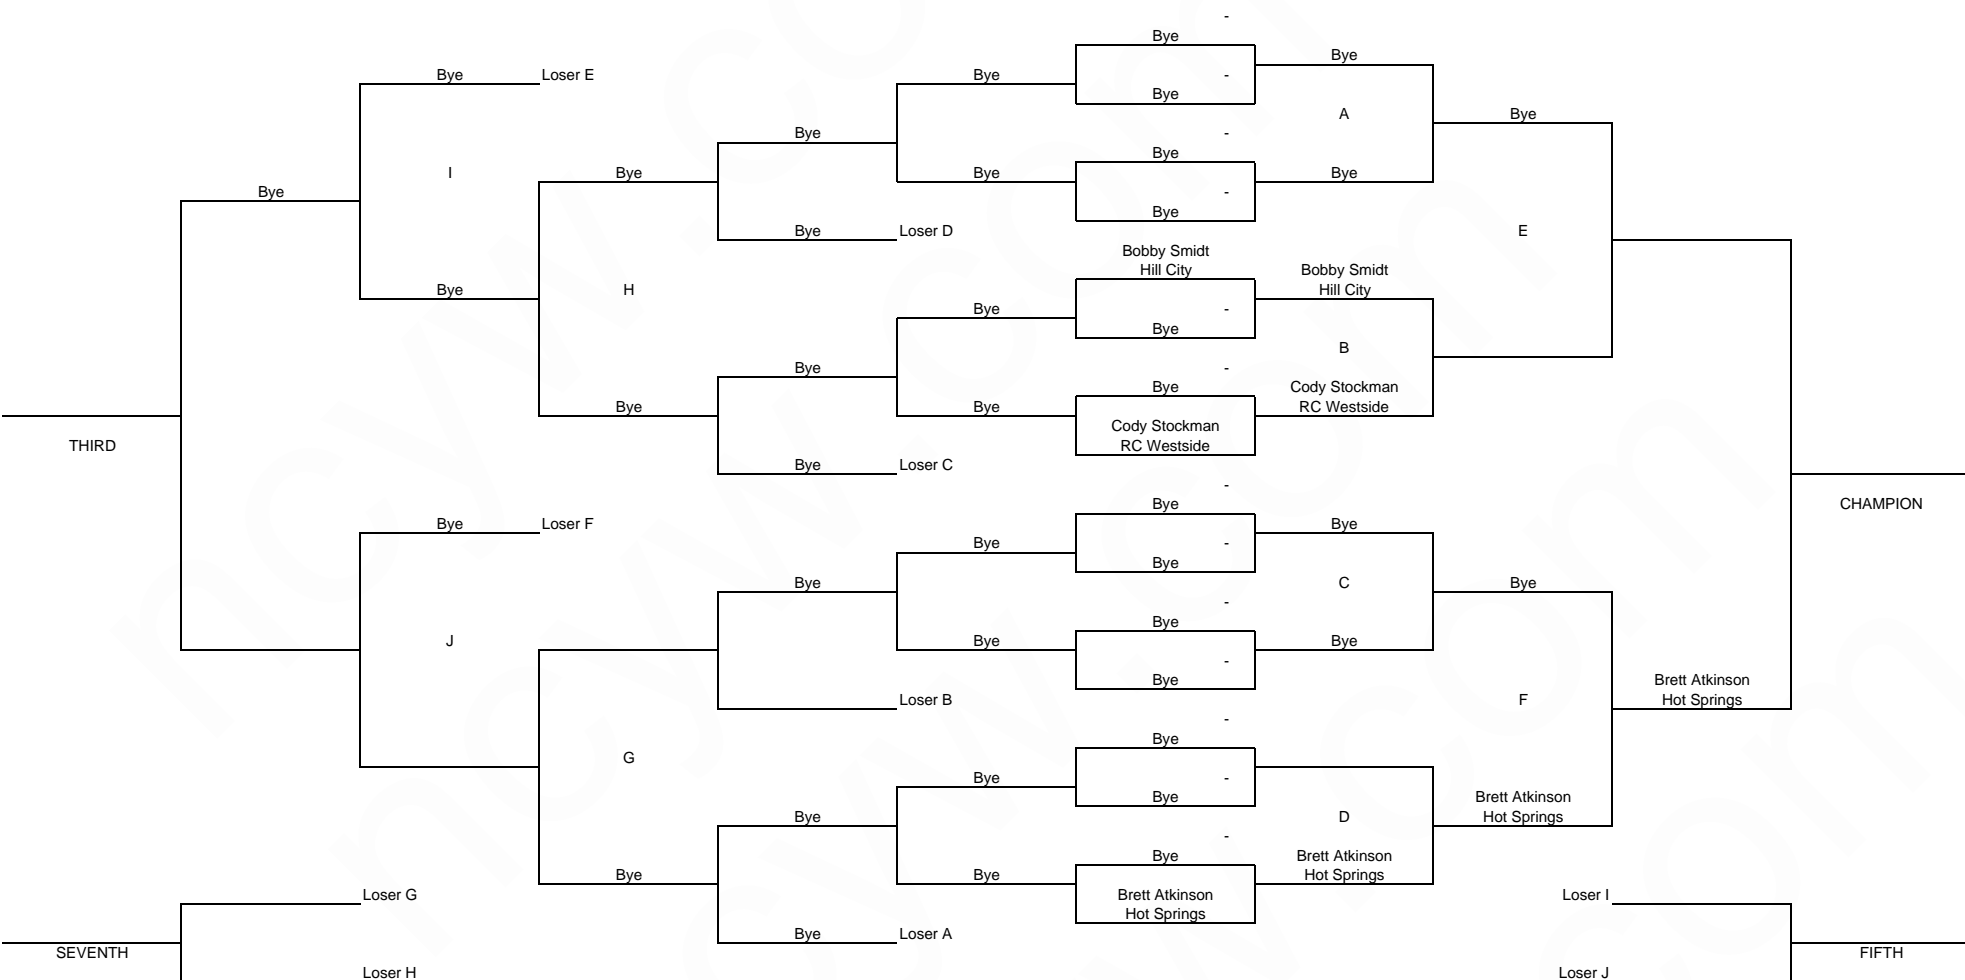 -
Bye
Bye
Bye Loser E
Bye
-
Bye
A
Bye
Bye
-
Bye
I
Bye
Bye
Bye
Bye
Bye
-
Bye
Bye Loser D
E
Bobby Smidt
Hill City
Bobby Smidt
Hill City
Bye
H
Bye
-
Bye
B
Bye
-
Bye
Cody Stockman
RC Westside
Bye
Bye
Cody Stockman
RC Westside
THIRD
Bye Loser C
-
Bye
CHAMPION
Bye Loser F
Bye
Bye
-
Bye
Bye
C
Bye
-
Bye
J
Bye
Bye
-
Bye
Brett Atkinson
Hot Springs
Loser B
F
-
Bye
G
Bye
-
Bye
Brett Atkinson
Hot Springs
Bye
D
-
Bye
Brett Atkinson
Hot Springs
Bye
Bye
Brett Atkinson
Hot Springs
Loser G
Loser I
Bye Loser A
SEVENTH
FIFTH
Loser H
Loser J
ncyw.com